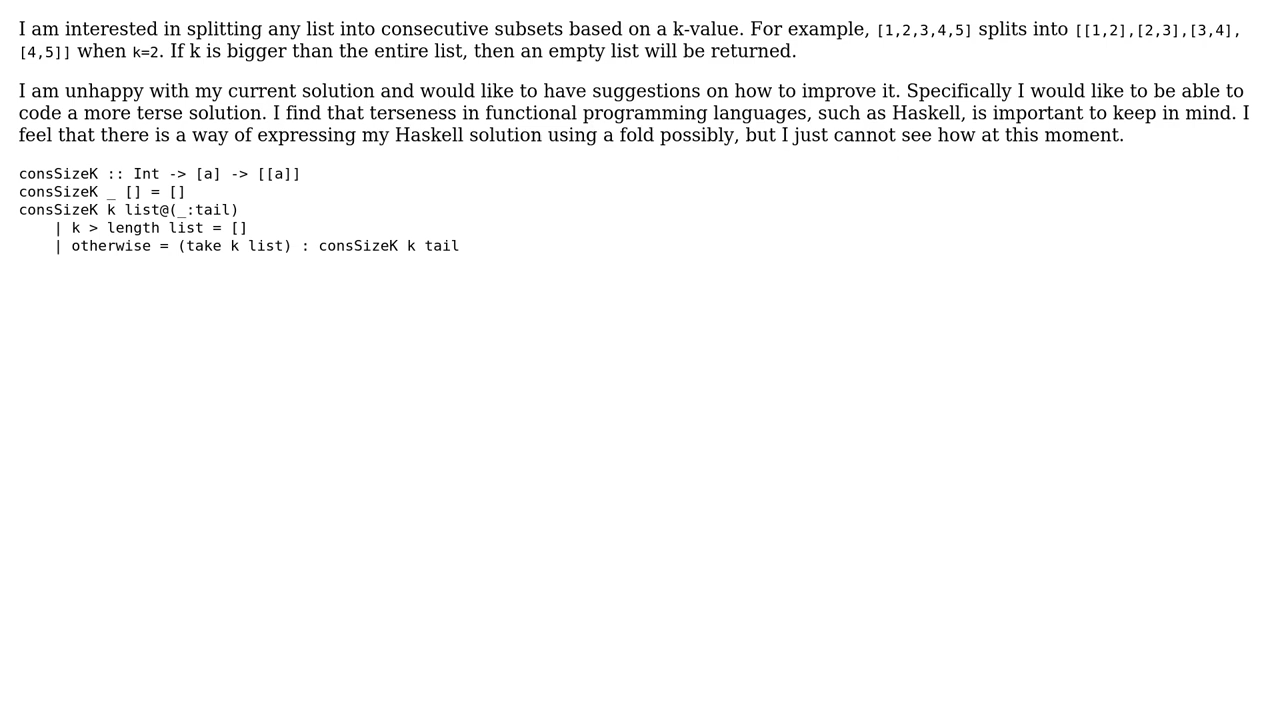 I am interested in splitting any list into consecutive subsets based on a k-value. For example, [1,2,3,4,5] splits into [[1,2],[2,3],[3,4],
[4,5]] when k=2. If k is bigger than the entire list, then an empty list will be returned.
I am unhappy with my current solution and would like to have suggestions on how to improve it. Specifically I would like to be able to
code a more terse solution. I find that terseness in functional programming languages, such as Haskell, is important to keep in mind. I
feel that there is a way of expressing my Haskell solution using a fold possibly, but I just cannot see how at this moment.
consSizeK :: Int -> [a] -> [[a]]
consSizeK _ [] = []
consSizeK k list@(_:tail)
    | k > length list = []
    | otherwise = (take k list) : consSizeK k tail